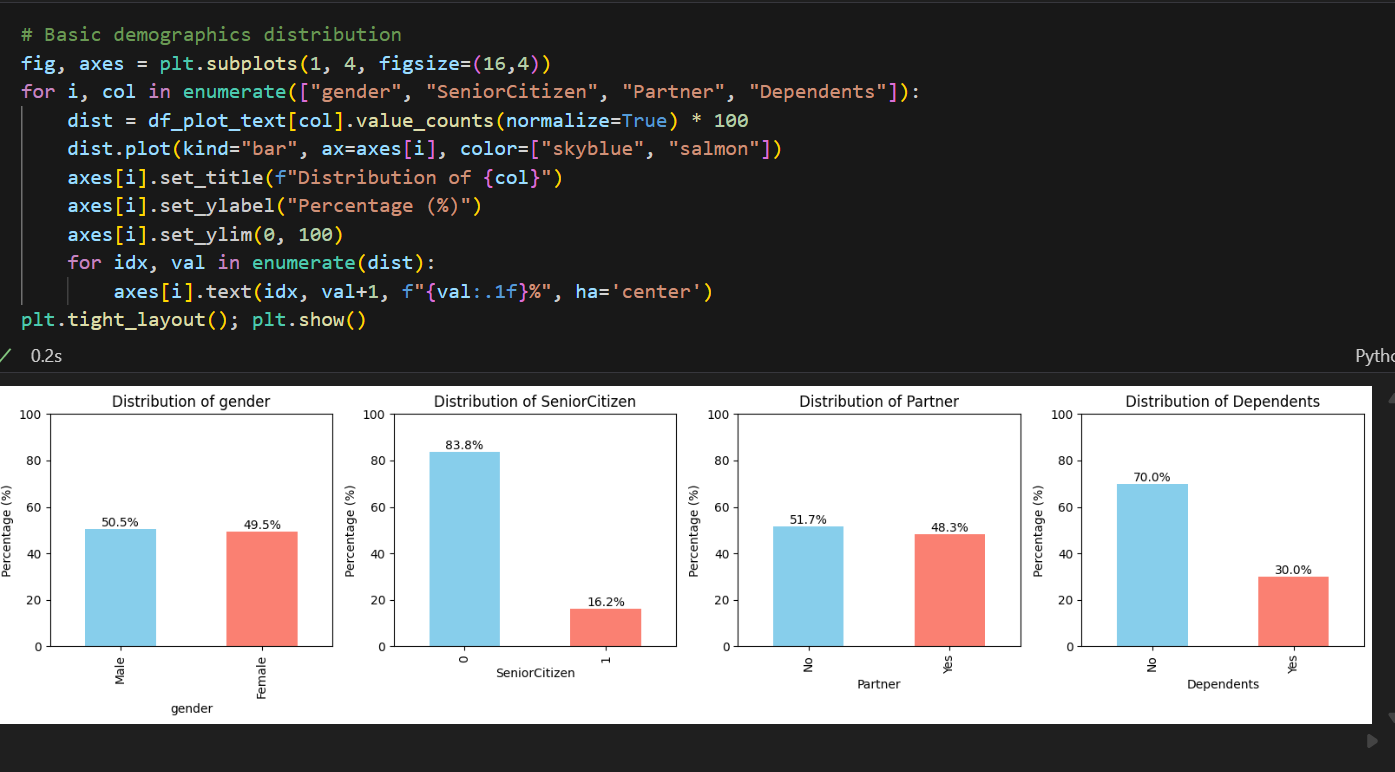 # Basic demographics distribution
fig, axes = plt.subplots(1, 4, figsize=(16,4))
for i, col in enumerate(["gender", "SeniorCitizen", "Partner", "Dependents"]):
    dist = df_plot_text[col].value_counts(normalize=True) * 100
    dist.plot(kind="bar", ax=axes[i], color=["skyblue", "salmon"])
    axes[i].set_title(f"Distribution of {col}")
    axes[i].set_ylabel("Percentage (%)")
    axes[i].set_ylim(0, 100)
    for idx, val in enumerate(dist):
        axes[i].text(idx, val+1, f"{val:.1f}%", ha='center')
plt.tight_layout(); plt.show()
0.2s
Pytho
Distribution of gender
Percentage (%)
100
80
60
40
20
0
50.5%
49.5%
Male
Female
gender
Distribution of SeniorCitizen
Percentage (%)
100
80
60
40
20
0
83.8%
16.2%
0
1
SeniorCitizen
Distribution of Partner
Percentage (%)
100
80
60
40
20
0
51.7%
48.3%
No
Yes
Partner
Distribution of Dependents
Percentage (%)
100
80
60
40
20
0
70.0%
30.0%
No
Yes
Dependents